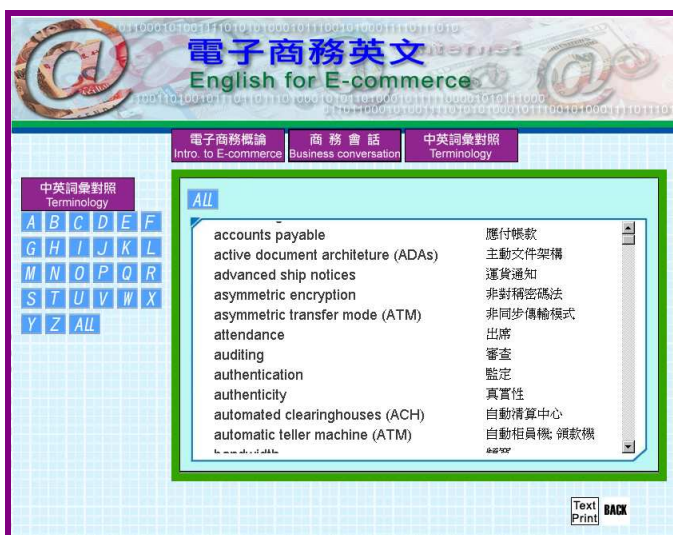 電子商務英文
English for E-commerce
電子商務概論 商務會話 中英詞彙對照
Intro. to E-commerce Business conversation Terminology
中英詞彙對照
Terminology
A B C D E F
G H I J K L
M N O P Q R
S T U V W X
Y Z All
All
accounts payable 應付帳款
active document architeture (ADAs) 主動文件架構
advanced ship notices 運貨通知
asymmetric encryption 非對稱密碼法
asymmetric transfer mode (ATM) 非同步傳輸模式
attendance 出席
auditing 審查
authentication 監定
authenticity 真實性
automated clearinghouses (ACH) 自動清算中心
automatic teller machine (ATM) 自動柜員機; 領款機
bandwidth 頻寬
Text
Print
BACK